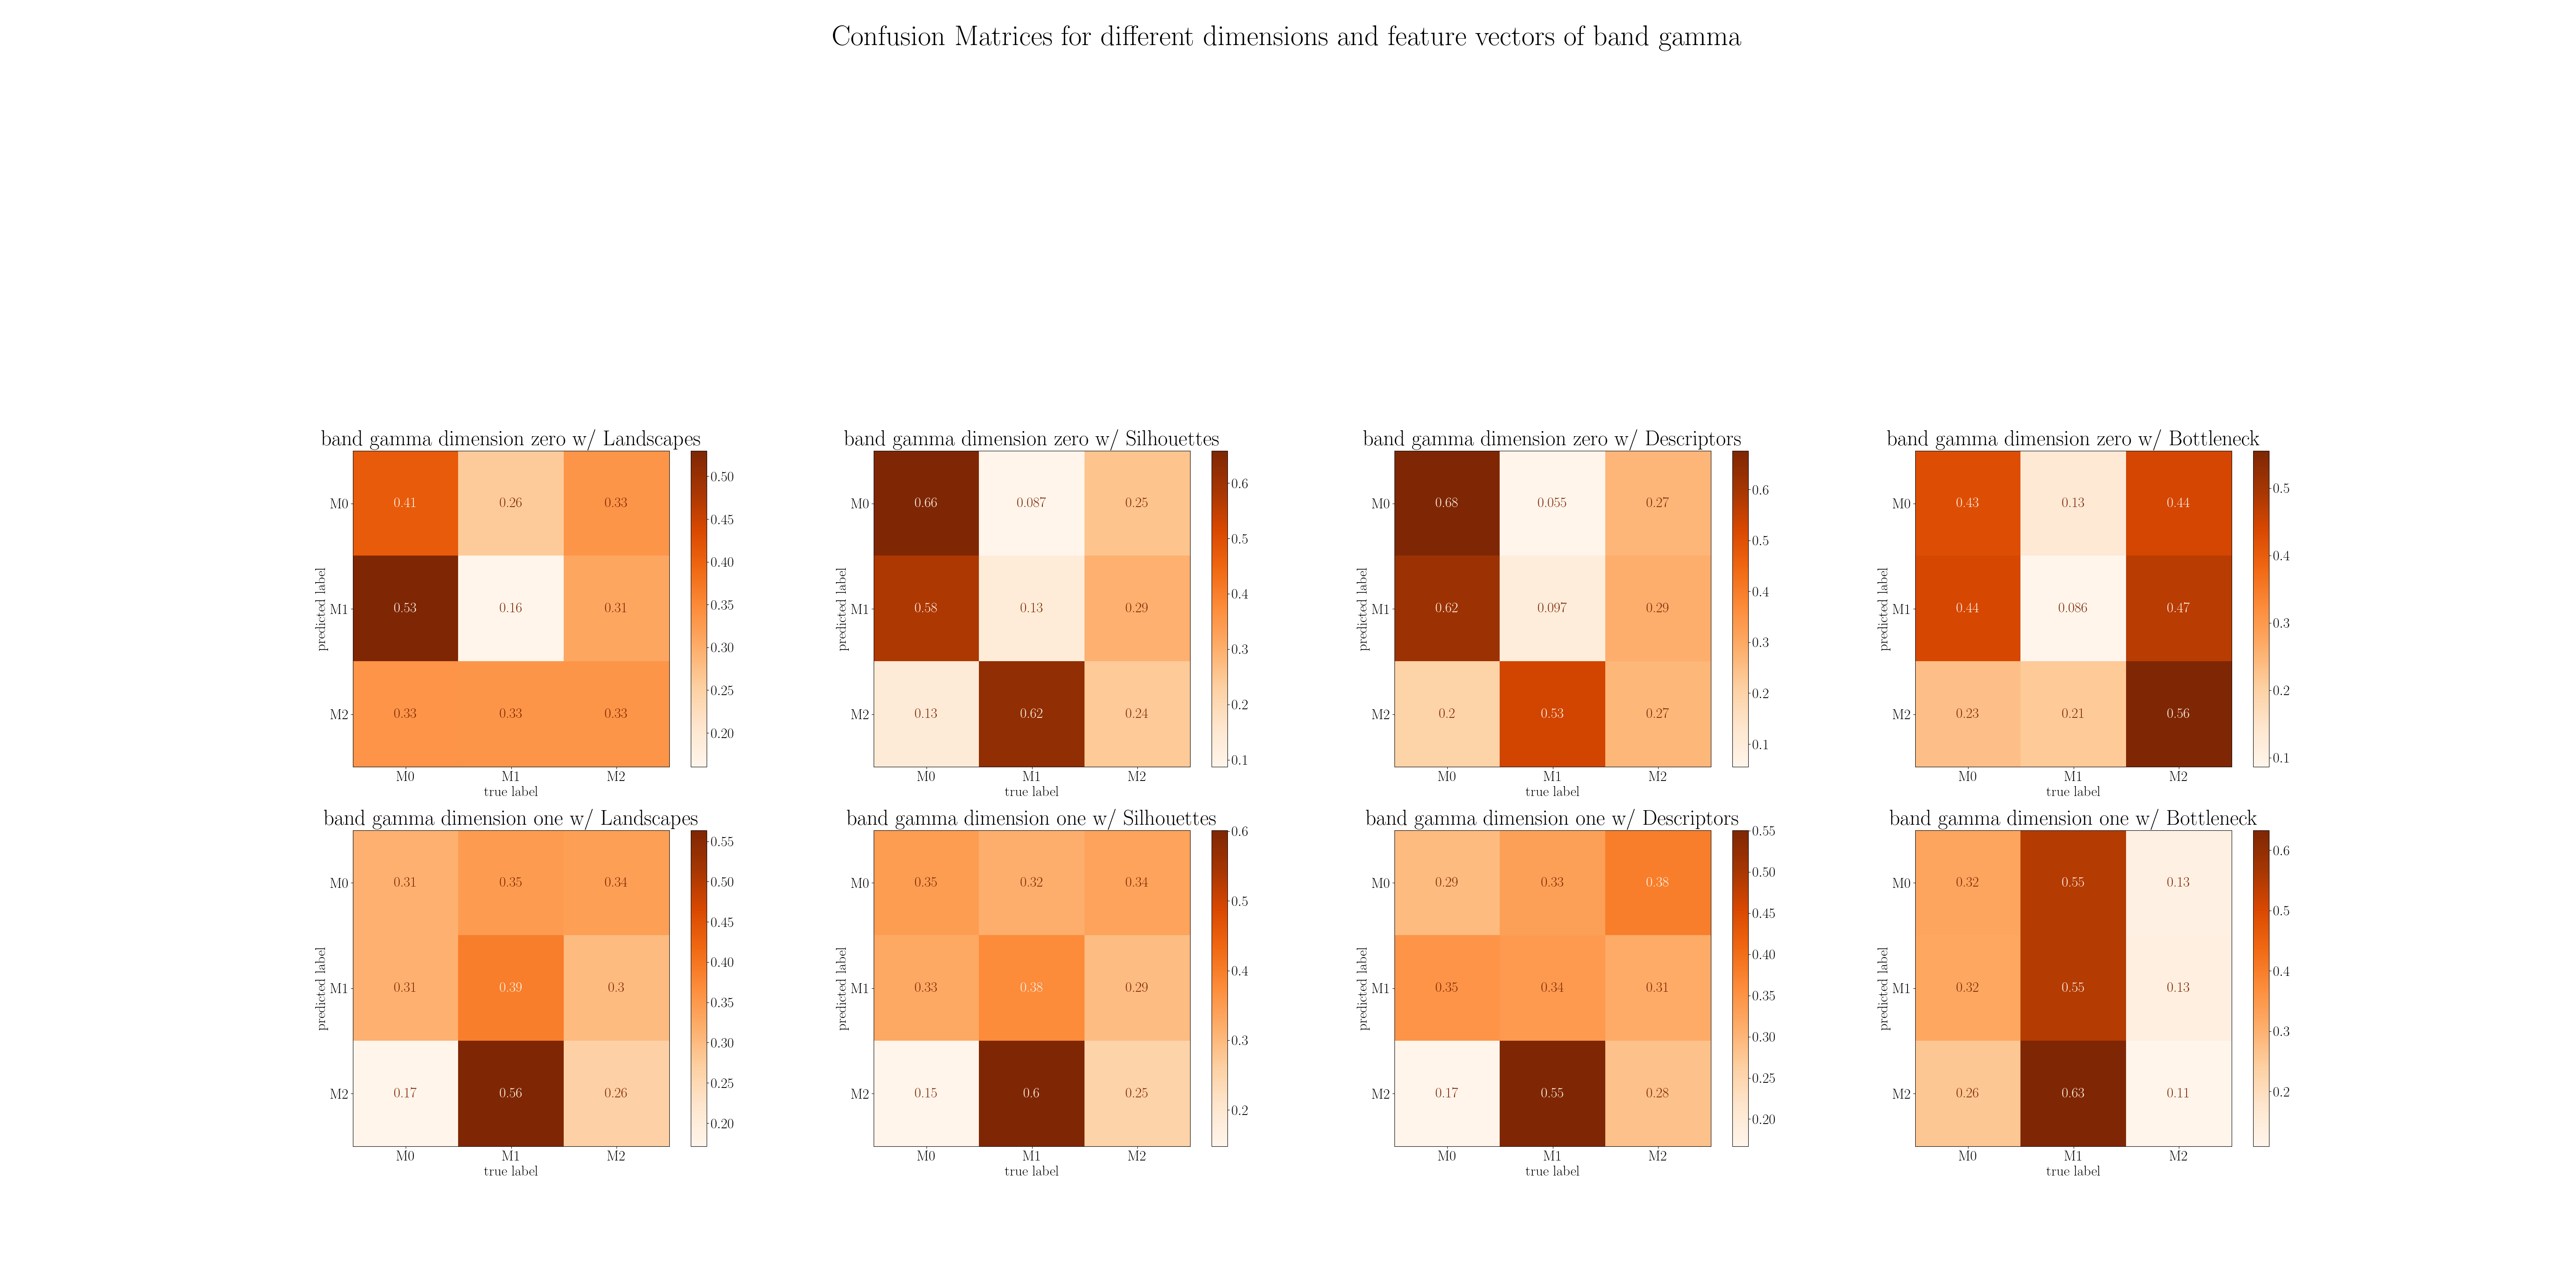 Confusion Matrices for different dimensions and feature vectors of band gamma
band gamma dimension zero w/ Landscapes
M0 0.41 0.26 0.33
M1 0.53 0.16 0.31
M2 0.33 0.33 0.33
predicted label
M0 M1 M2
true label
0.50
0.45
0.40
0.35
0.30
0.25
0.20
band gamma dimension zero w/ Silhouettes
M0 0.66 0.087 0.25
M1 0.58 0.13 0.29
M2 0.13 0.62 0.24
predicted label
M0 M1 M2
true label
0.6
0.5
0.4
0.3
0.2
0.1
band gamma dimension zero w/ Descriptors
M0 0.68 0.055 0.27
M1 0.62 0.097 0.29
M2 0.2 0.53 0.27
predicted label
M0 M1 M2
true label
0.6
0.5
0.4
0.3
0.2
0.1
band gamma dimension zero w/ Bottleneck
M0 0.43 0.13 0.44
M1 0.44 0.086 0.47
M2 0.23 0.21 0.56
predicted label
M0 M1 M2
true label
0.5
0.4
0.3
0.2
0.1
band gamma dimension one w/ Landscapes
M0 0.31 0.35 0.34
M1 0.31 0.39 0.3
M2 0.17 0.56 0.26
predicted label
M0 M1 M2
true label
0.55
0.50
0.45
0.40
0.35
0.30
0.25
0.20
band gamma dimension one w/ Silhouettes
M0 0.35 0.32 0.34
M1 0.33 0.38 0.29
M2 0.15 0.6 0.25
predicted label
M0 M1 M2
true label
0.6
0.5
0.4
0.3
0.2
band gamma dimension one w/ Descriptors
M0 0.29 0.33 0.38
M1 0.35 0.34 0.31
M2 0.17 0.55 0.28
predicted label
M0 M1 M2
true label
0.55
0.50
0.45
0.40
0.35
0.30
0.25
0.20
band gamma dimension one w/ Bottleneck
M0 0.32 0.55 0.13
M1 0.32 0.55 0.13
M2 0.26 0.63 0.11
predicted label
M0 M1 M2
true label
0.6
0.5
0.4
0.3
0.2